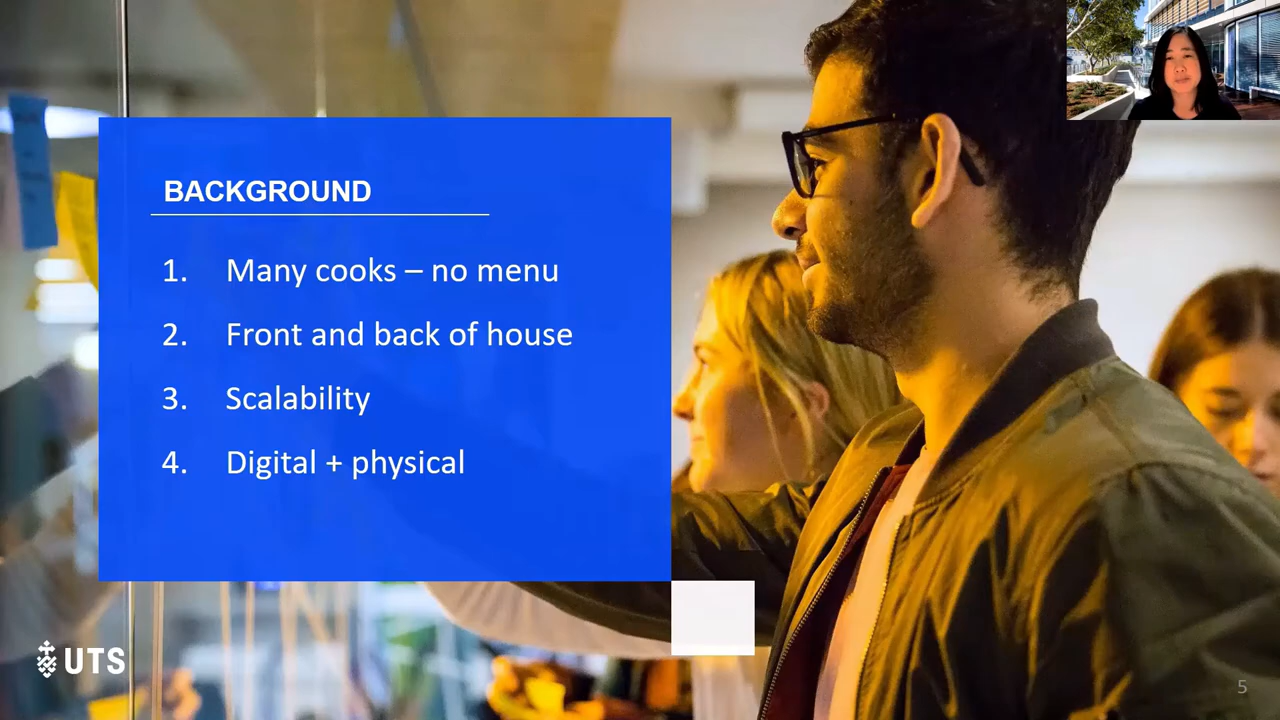 BACKGROUND
1. Many cooks – no menu
2. Front and back of house
3. Scalability
4. Digital + physical
UTS
5